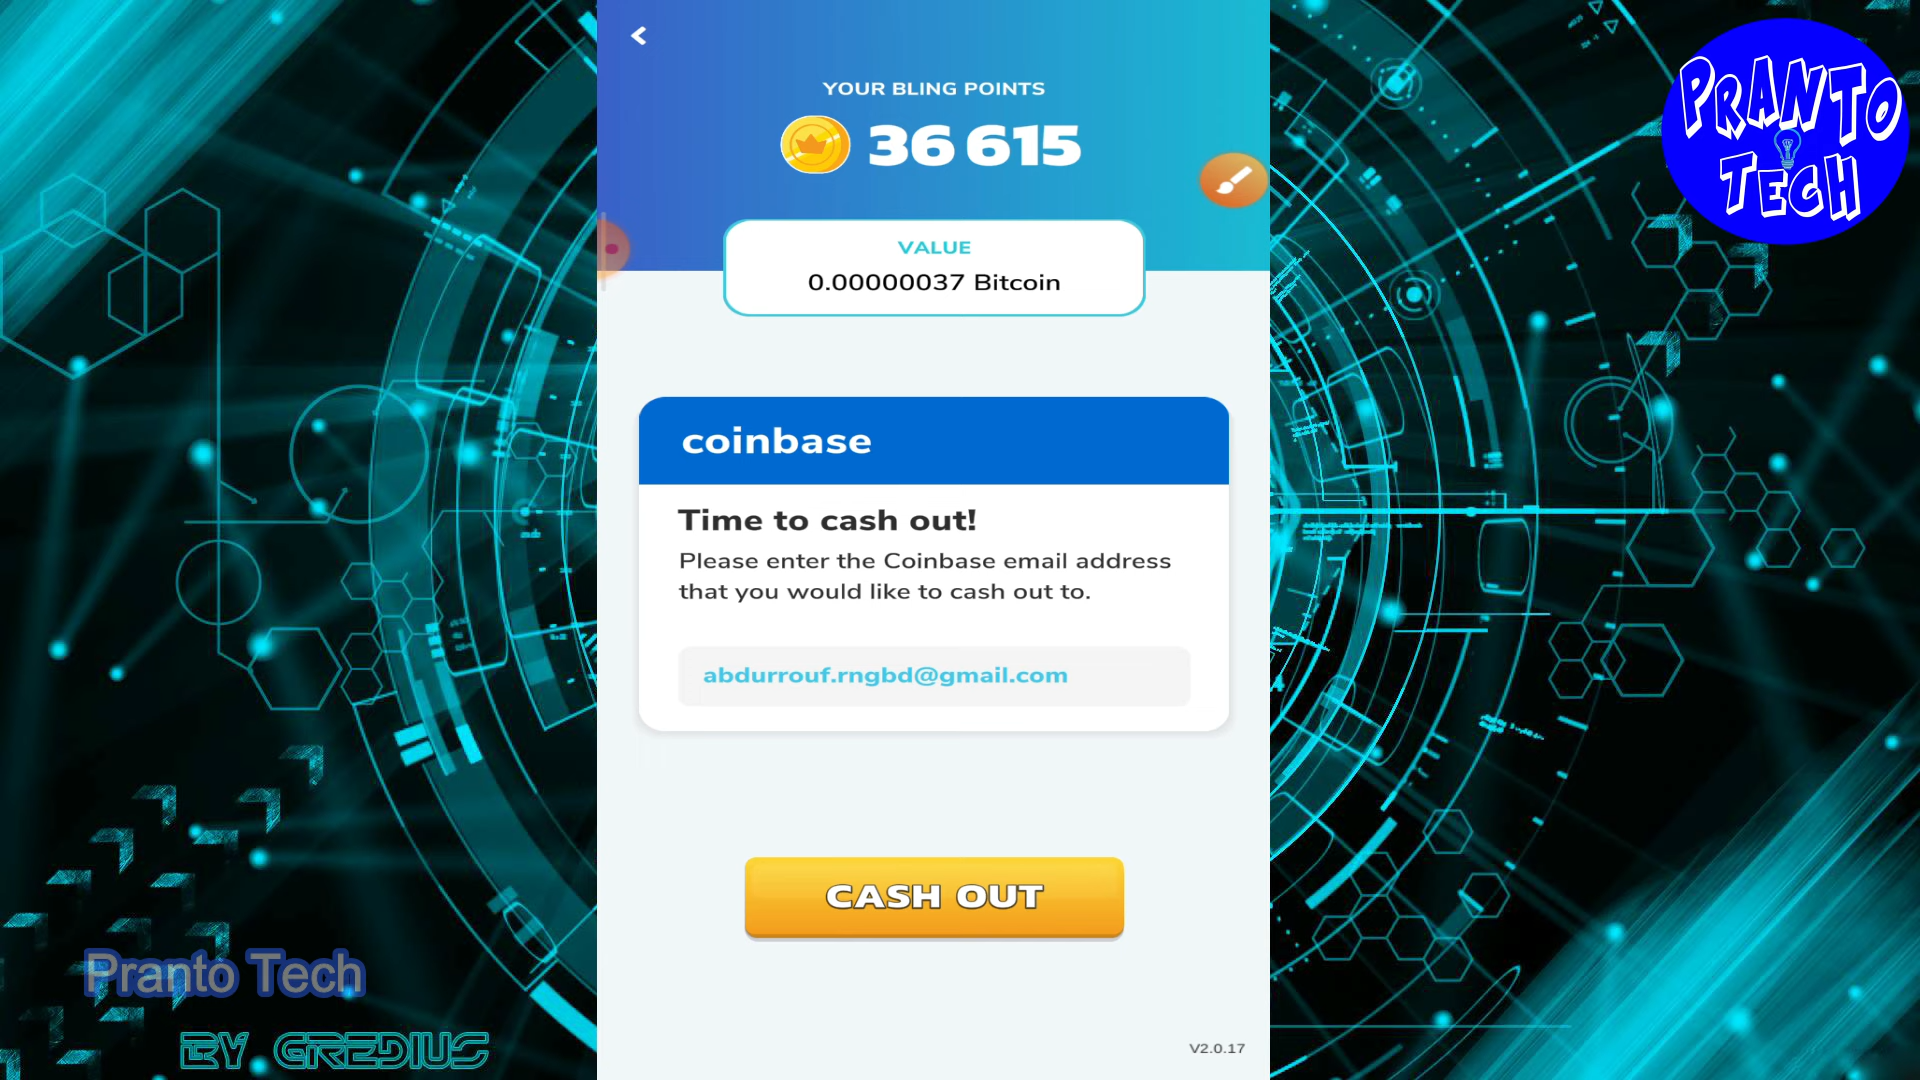 YOUR BLING POINTS
36 615
VALUE
0.00000037 Bitcoin
coinbase
Time to cash out!
Please enter the Coinbase email address
that you would like to cash out to.
abdurrouf.rngbd@gmail.com
CASH OUT
V2.0.17
PRANTO
TECH
Pranto Tech
BY GREDIUS